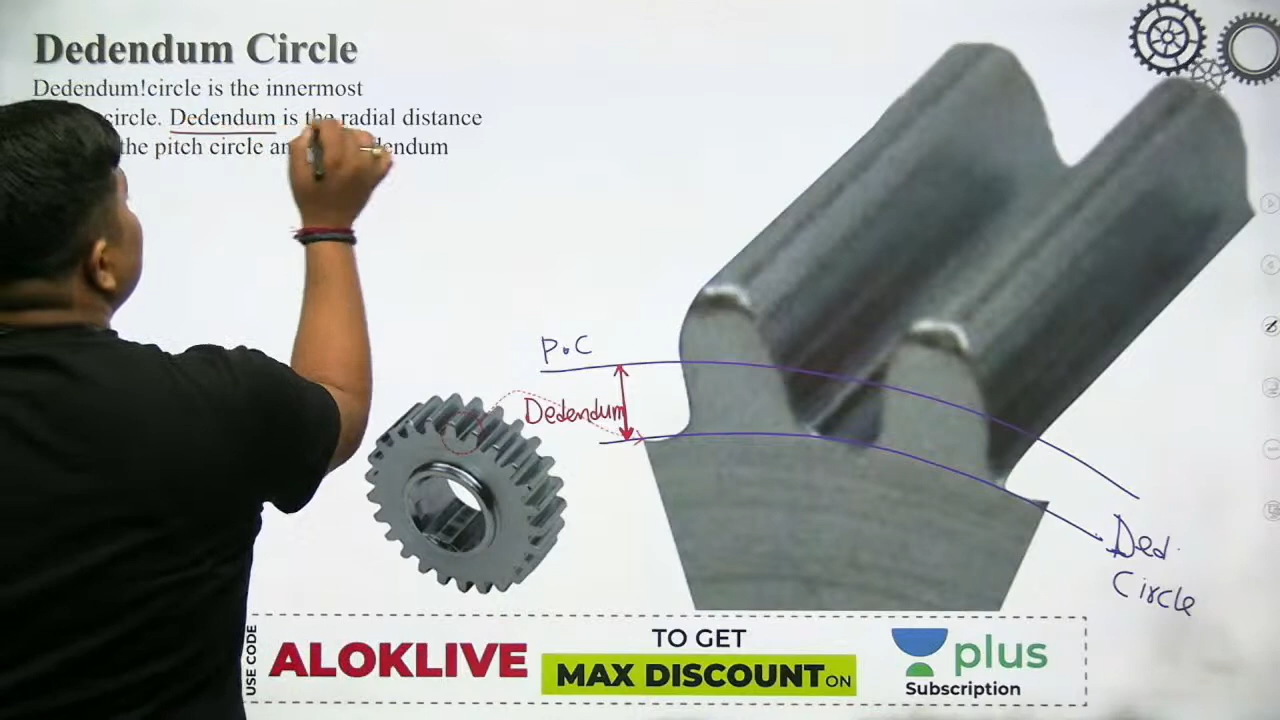 Dedendum Circle
Dedendum!circle is the innermost
circle. Dedendum is the radial distance
the pitch circle an dendum
P.C
Dedendum
Ded.
Circle
USE CODE
ALOKLIVE
TO GET
MAX DISCOUNT ON
plus
Subscription